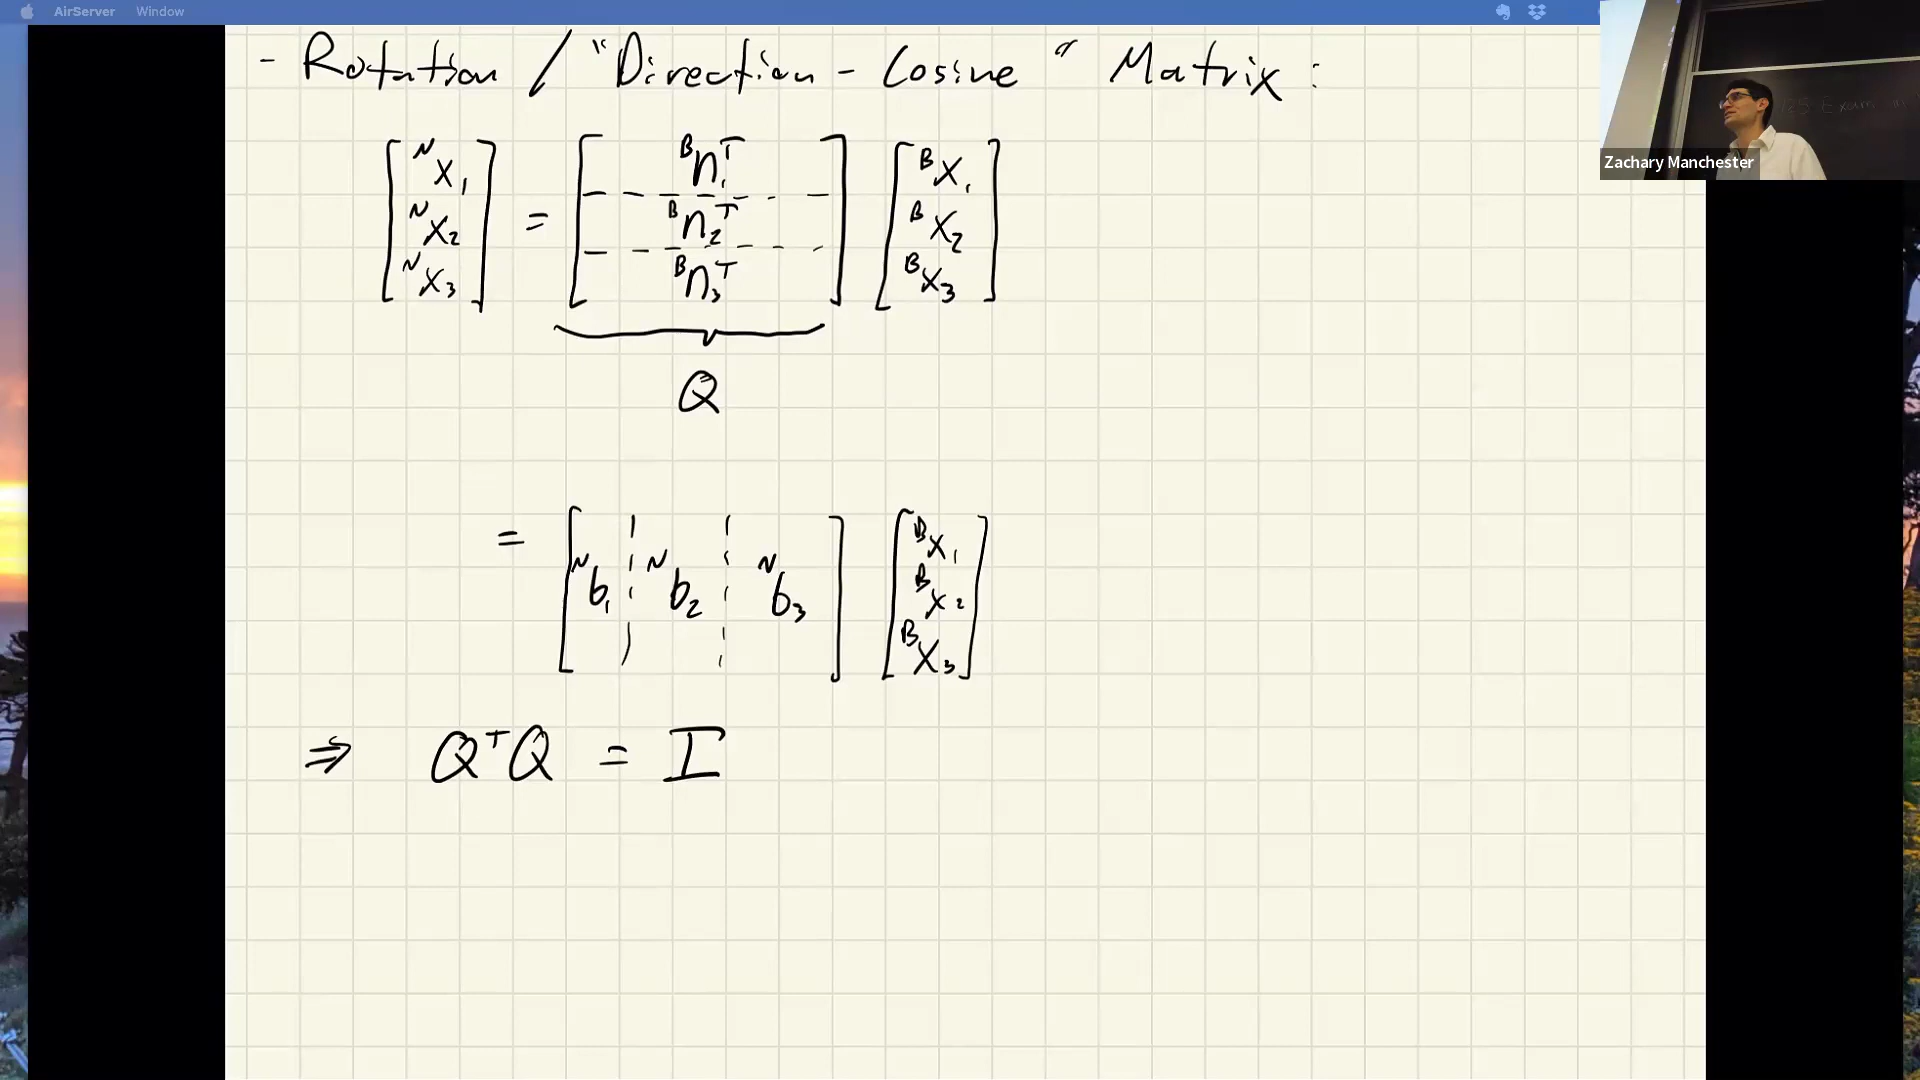 AirServer Window
- Rotation / "Direction - Cosine" Matrix:
[ᴺx₁ ᴺx₂ ᴺx₃] = [ᴮn₁ᵀ ᴮn₂ᵀ ᴮn₃ᵀ] [ᴮx₁ ᴮx₂ ᴮx₃]
Q
= [ᴺb₁ ¦ ᴺb₂ ¦ ᴺb₃] [ᴮx₁ ᴮx₂ ᴮx₃]
⇒ QᵀQ = I
Exam
Zachary Manchester